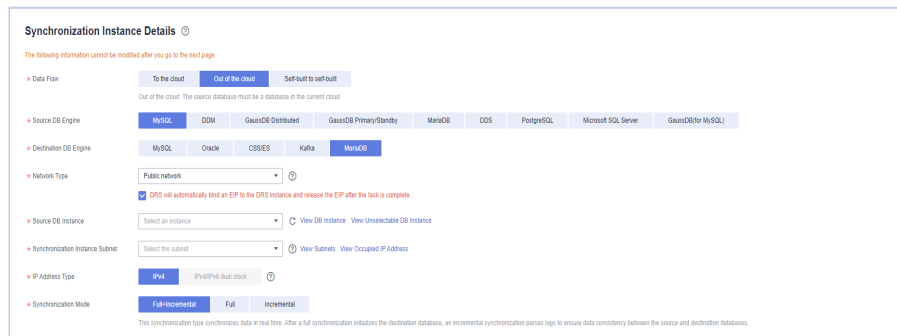 Synchronization Instance Details ?
The following information cannot be modified after you go to the next page.
* Data Flow To the cloud Out of the cloud Self-built to self-built
Out of the cloud: The source database must be a database in the current cloud.
* Source DB Engine MySQL DDM GaussDB Distributed GaussDB Primary/Standby MariaDB DDS PostgreSQL Microsoft SQL Server GaussDB(for MySQL)
* Destination DB Engine MySQL Oracle CSS/ES Kafka MariaDB
* Network Type Public network ?
DRS will automatically bind an EIP to the DRS instance and release the EIP after the task is complete.
* Source DB Instance Select an instance View DB Instance View Unselectable DB Instance
* Synchronization Instance Subnet Select the subnet ? View Subnets View Occupied IP Address
* IP Address Type IPv4 IPv4/IPv6 dual stack ?
* Synchronization Mode Full+Incremental Full Incremental
This synchronization type synchronizes data in real time. After a full synchronization initializes the destination database, an incremental synchronization parses logs to ensure data consistency between the source and destination databases.